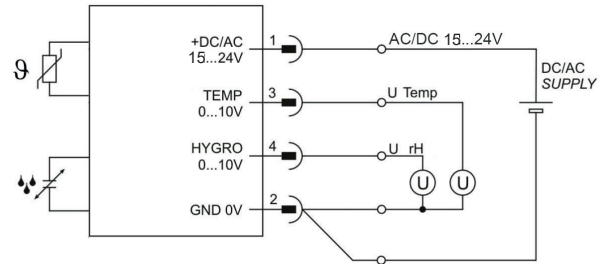 +DC/AC 1 AC/DC 15...24V
15...24V
DC/AC
SUPPLY
ϑ
TEMP 3 U Temp
0...10V
HYGRO 4 U rH
0...10V
U U
GND 0V 2